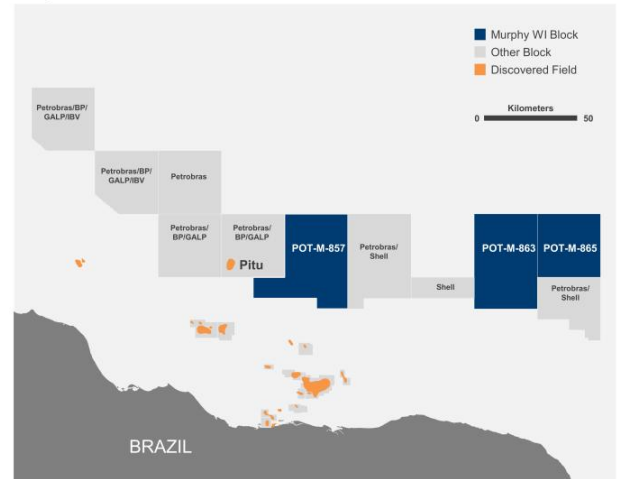 Murphy WI Block
Other Block
Discovered Field
Kilometers
0 50
Petrobras/BP/
GALP/IBV
Petrobras/BP/
GALP/IBV
Petrobras
Petrobras/
BP/GALP
Petrobras/
BP/GALP
Pitu
POT-M-857
Petrobras/
Shell
Shell
POT-M-863
POT-M-865
Petrobras/
Shell
BRAZIL